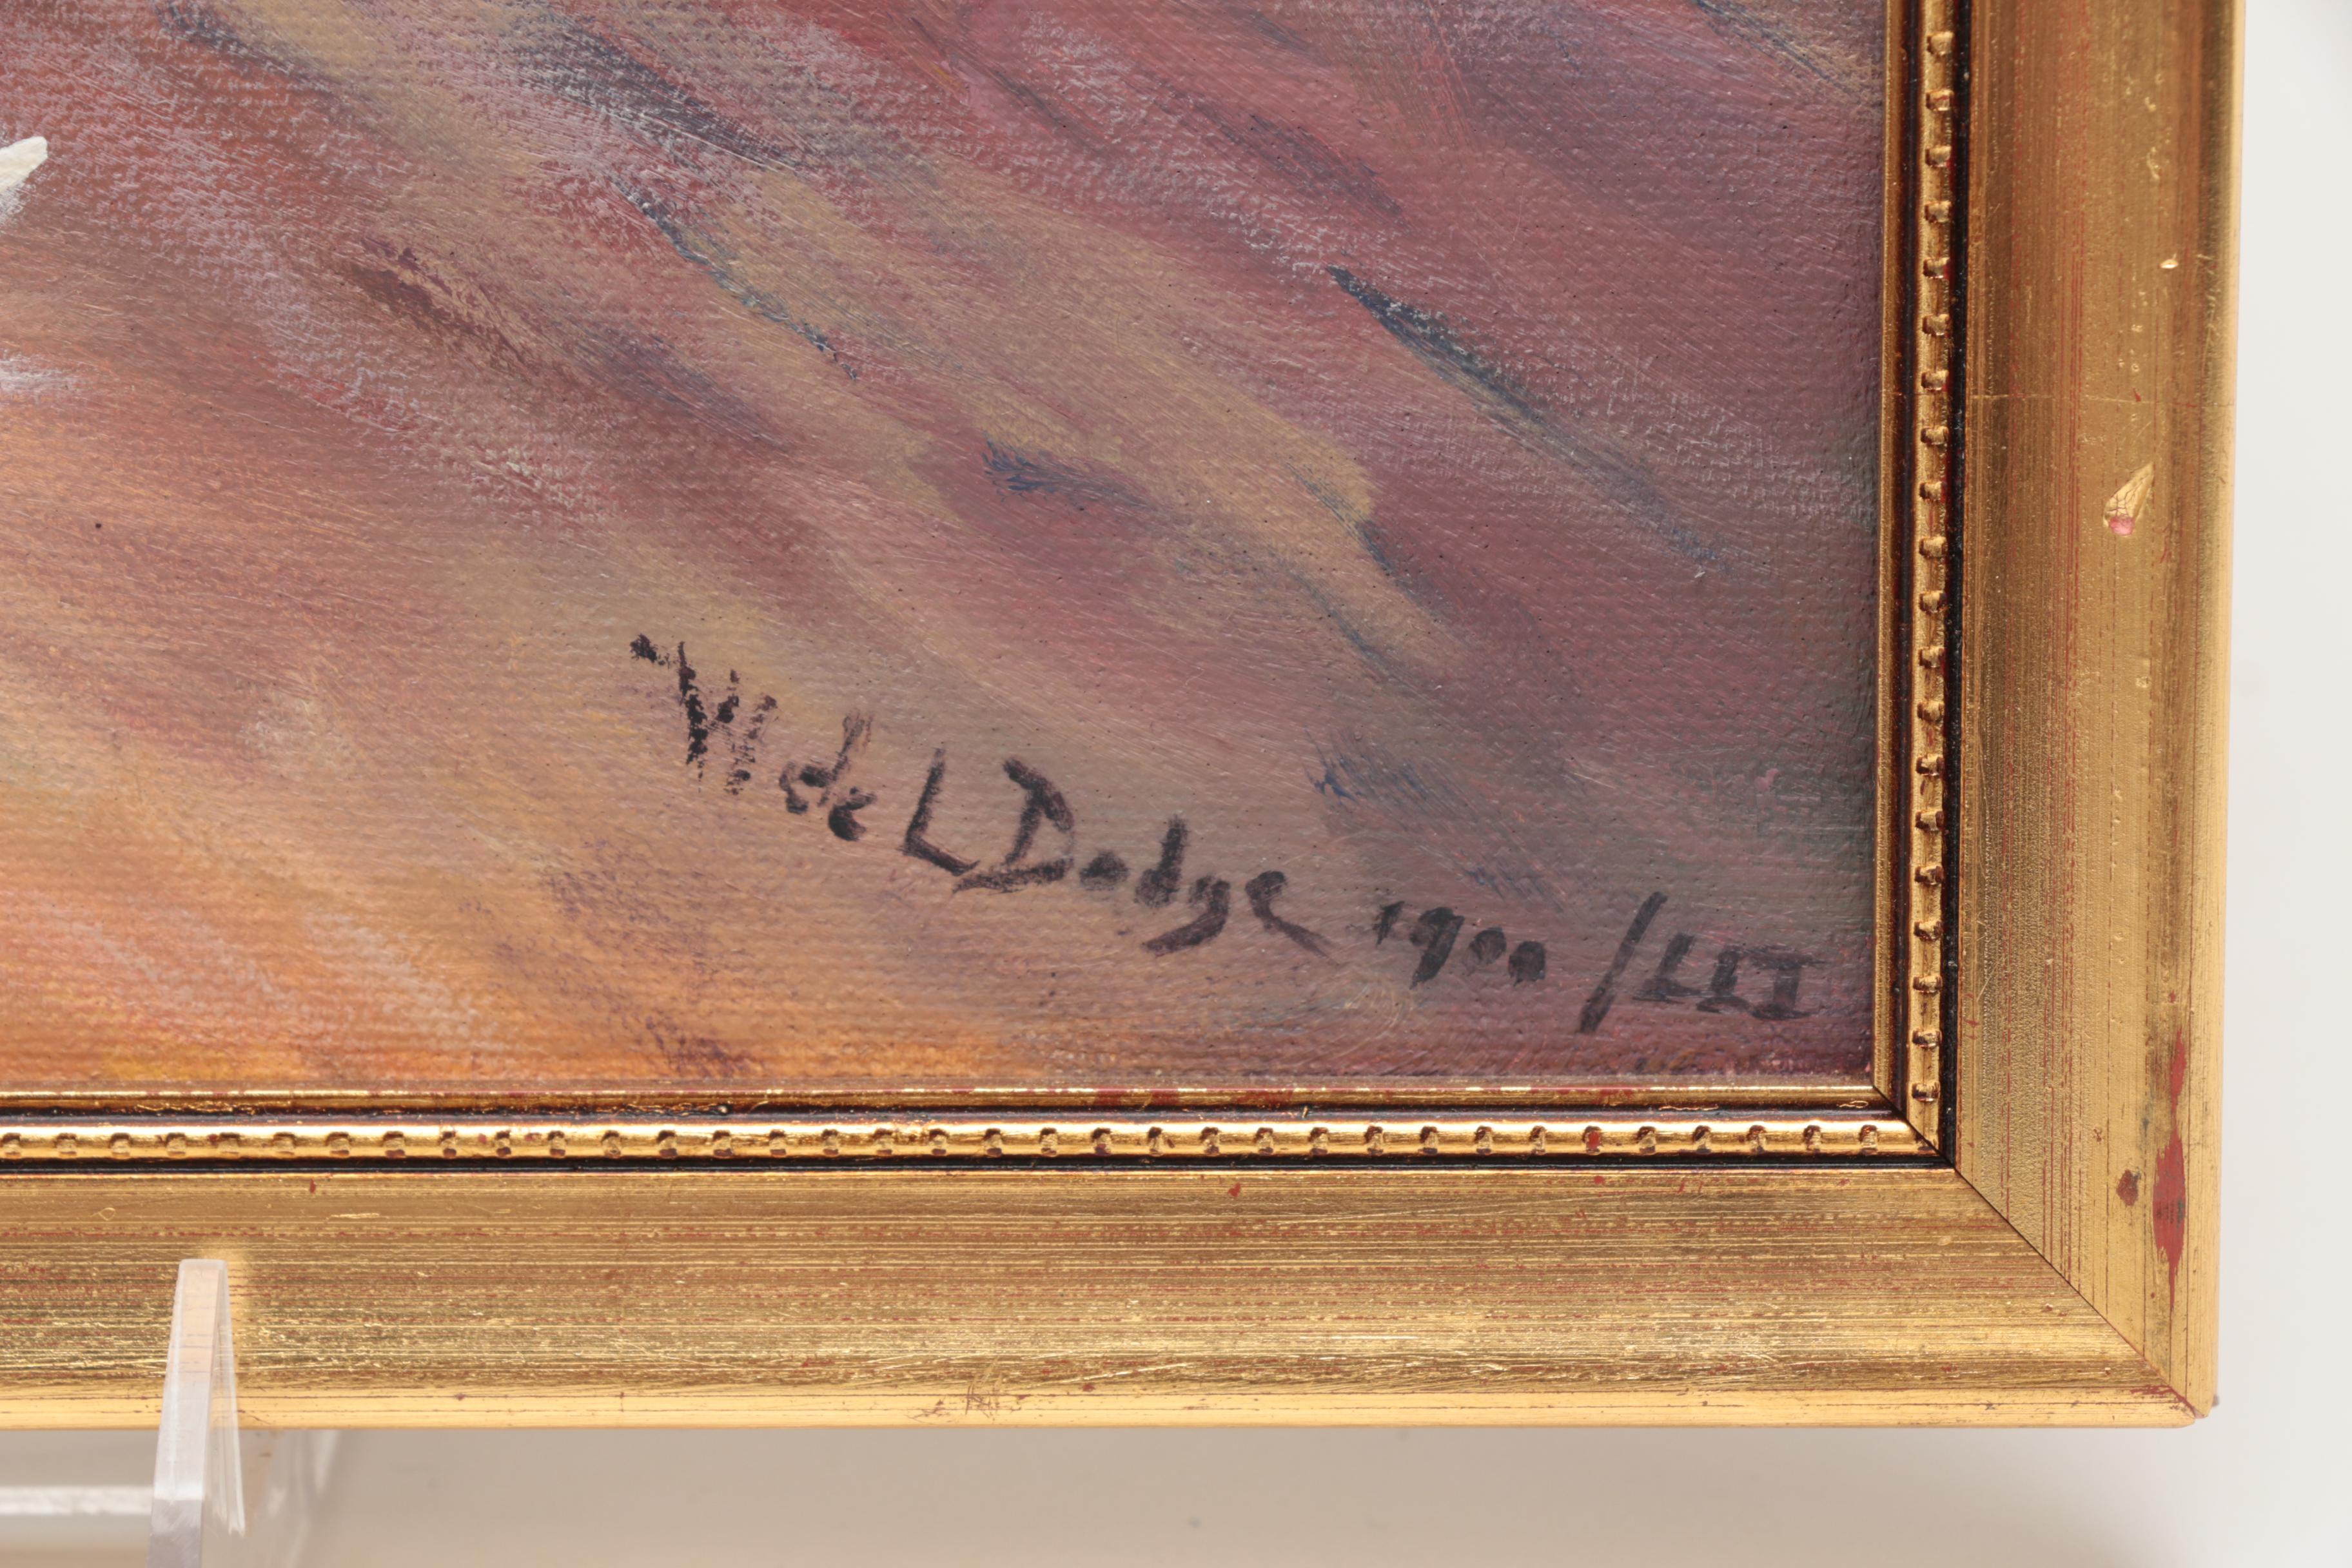 W de L Dodge 1900 / LLI